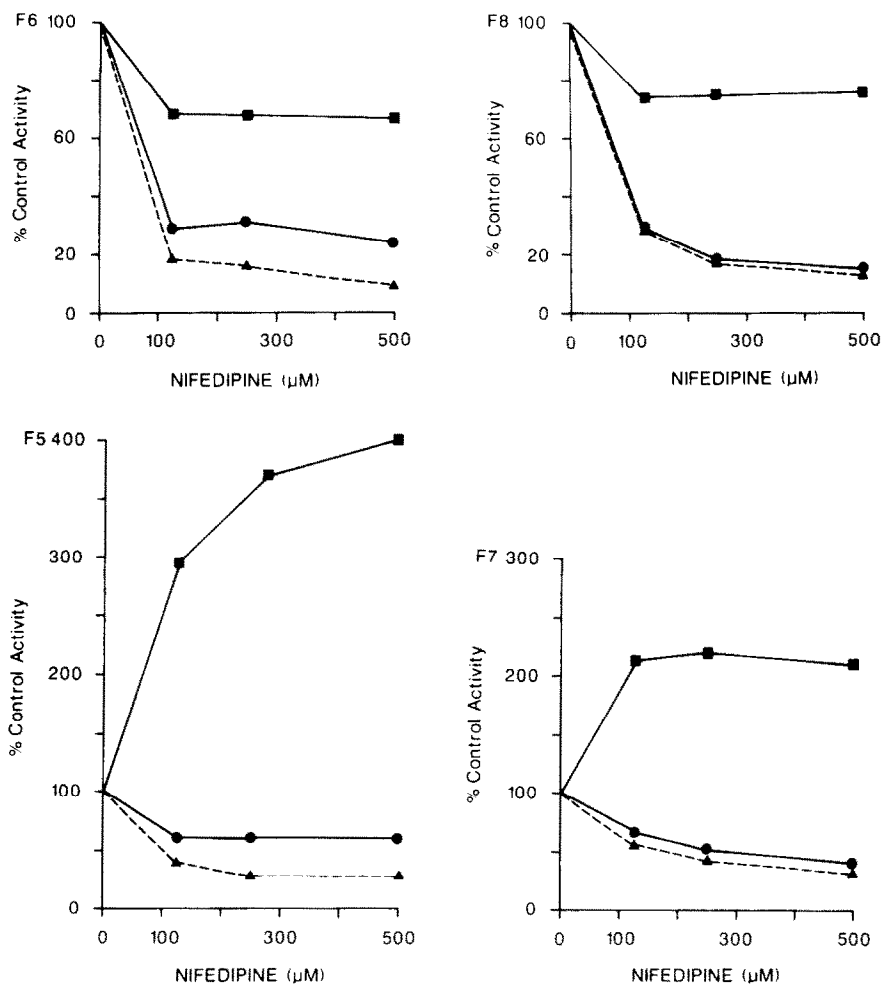 F6 100
60
20
0
% Control Activity
0 100 300 500
NIFEDIPINE (µM)
F8 100
60
20
0
% Control Activity
0 100 300 500
NIFEDIPINE (µM)
F5 400
300
200
100
0
% Control Activity
0 100 300 500
NIFEDIPINE (µM)
F7 300
200
100
0
% Control Activity
0 100 300 500
NIFEDIPINE (µM)